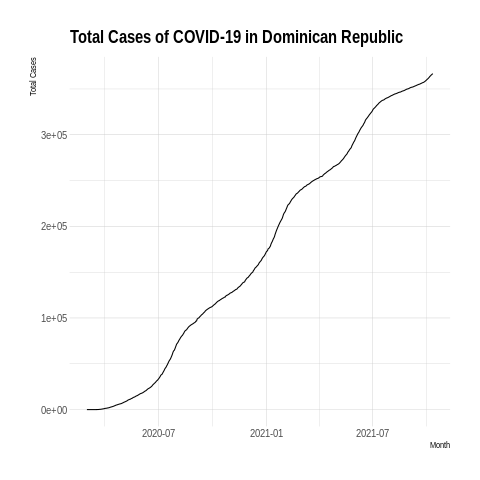 Total Cases of COVID-19 in Dominican Republic
Total Cases
3e+05
2e+05
1e+05
0e+00
2020-07 2021-01 2021-07
Month